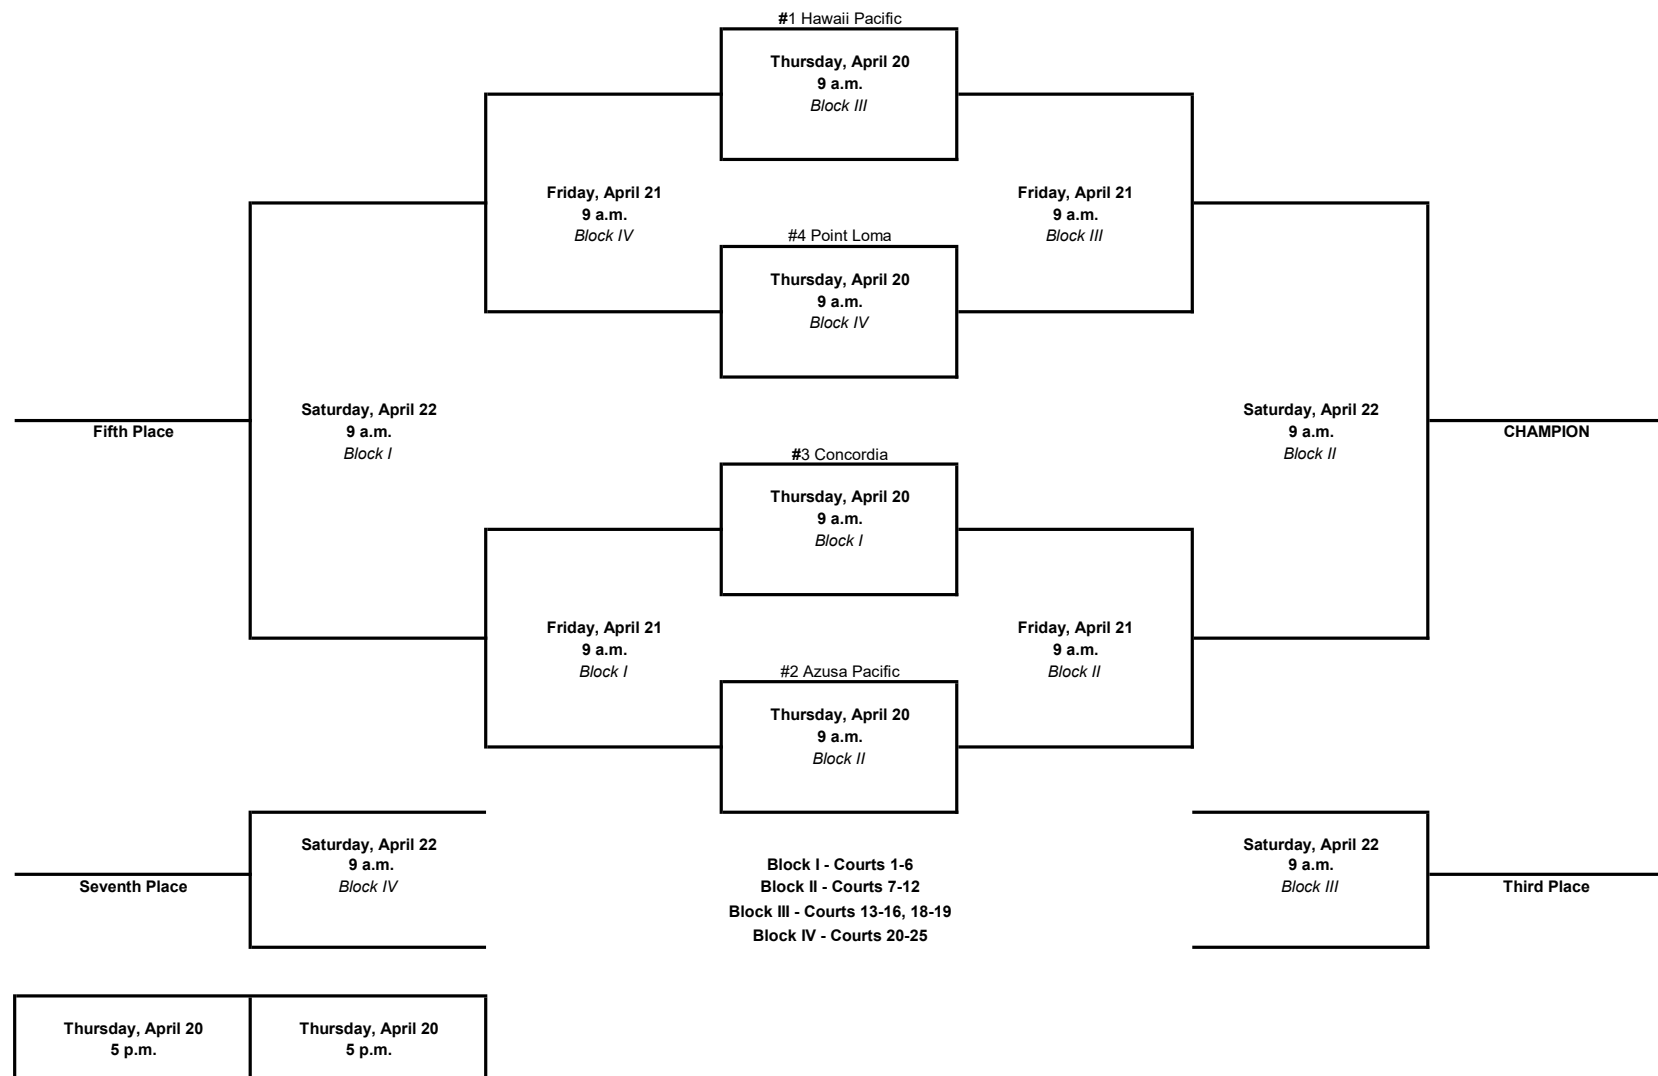 #1 Hawaii Pacific
Thursday, April 20
9 a.m.
Block III
Friday, April 21
9 a.m.
Block IV
Friday, April 21
9 a.m.
Block III
#4 Point Loma
Thursday, April 20
9 a.m.
Block IV
Saturday, April 22
9 a.m.
Block I
Fifth Place
Saturday, April 22
9 a.m.
Block II
CHAMPION
#3 Concordia
Thursday, April 20
9 a.m.
Block I
Friday, April 21
9 a.m.
Block I
Friday, April 21
9 a.m.
Block II
#2 Azusa Pacific
Thursday, April 20
9 a.m.
Block II
Saturday, April 22
9 a.m.
Block IV
Seventh Place
Block I - Courts 1-6
Block II - Courts 7-12
Block III - Courts 13-16, 18-19
Block IV - Courts 20-25
Saturday, April 22
9 a.m.
Block III
Third Place
Thursday, April 20
5 p.m.
Thursday, April 20
5 p.m.